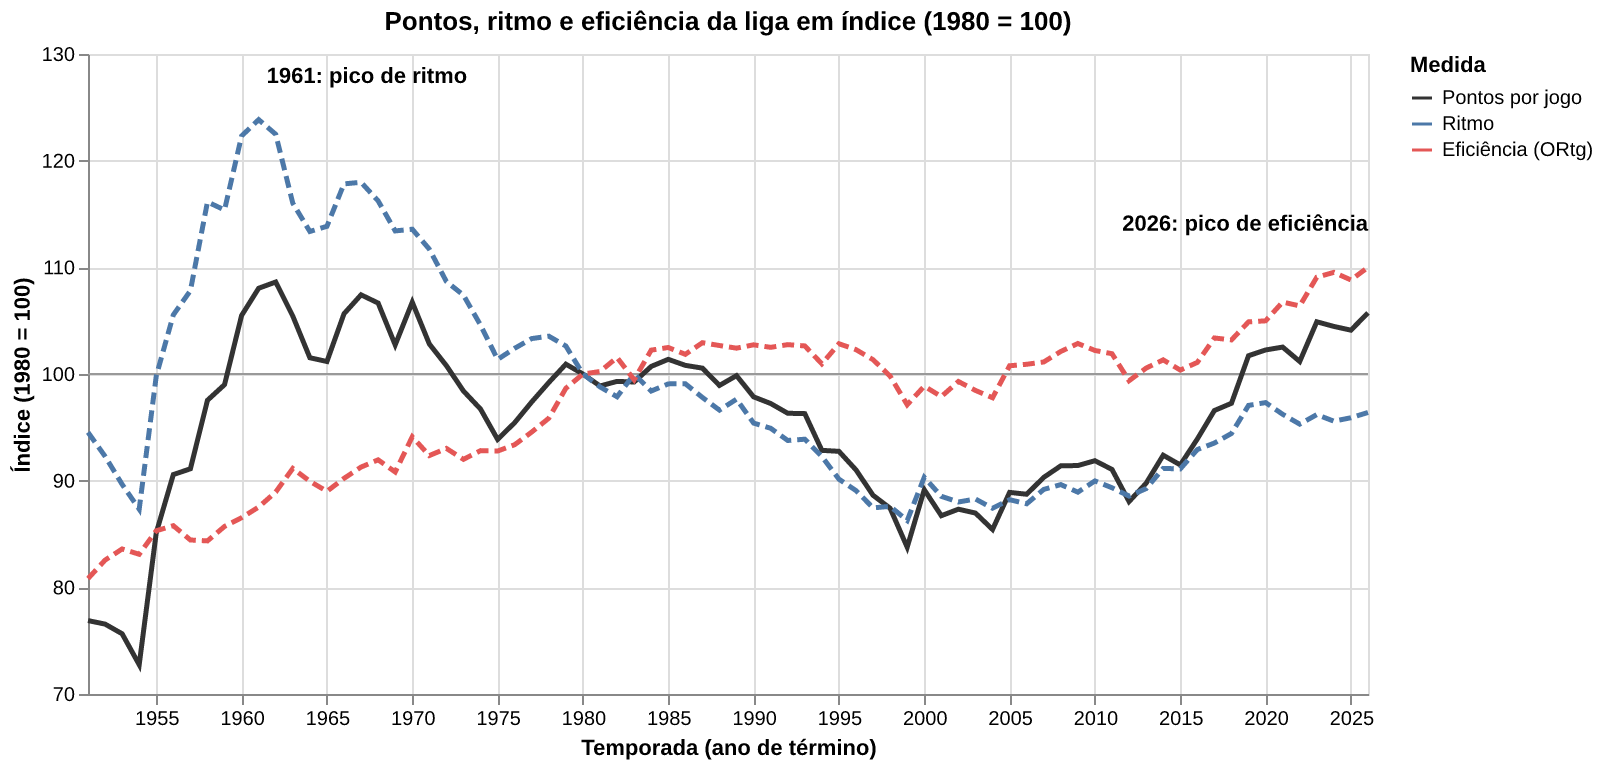 Pontos, ritmo e eficiência da liga em índice (1980 = 100)
130
120
110
100
90
80
70
Índice (1980 = 100)
1961: pico de ritmo
2026: pico de eficiência
Medida
Pontos por jogo
Ritmo
Eficiência (ORtg)
1955 1960 1965 1970 1975 1980 1985 1990 1995 2000 2005 2010 2015 2020 2025
Temporada (ano de término)